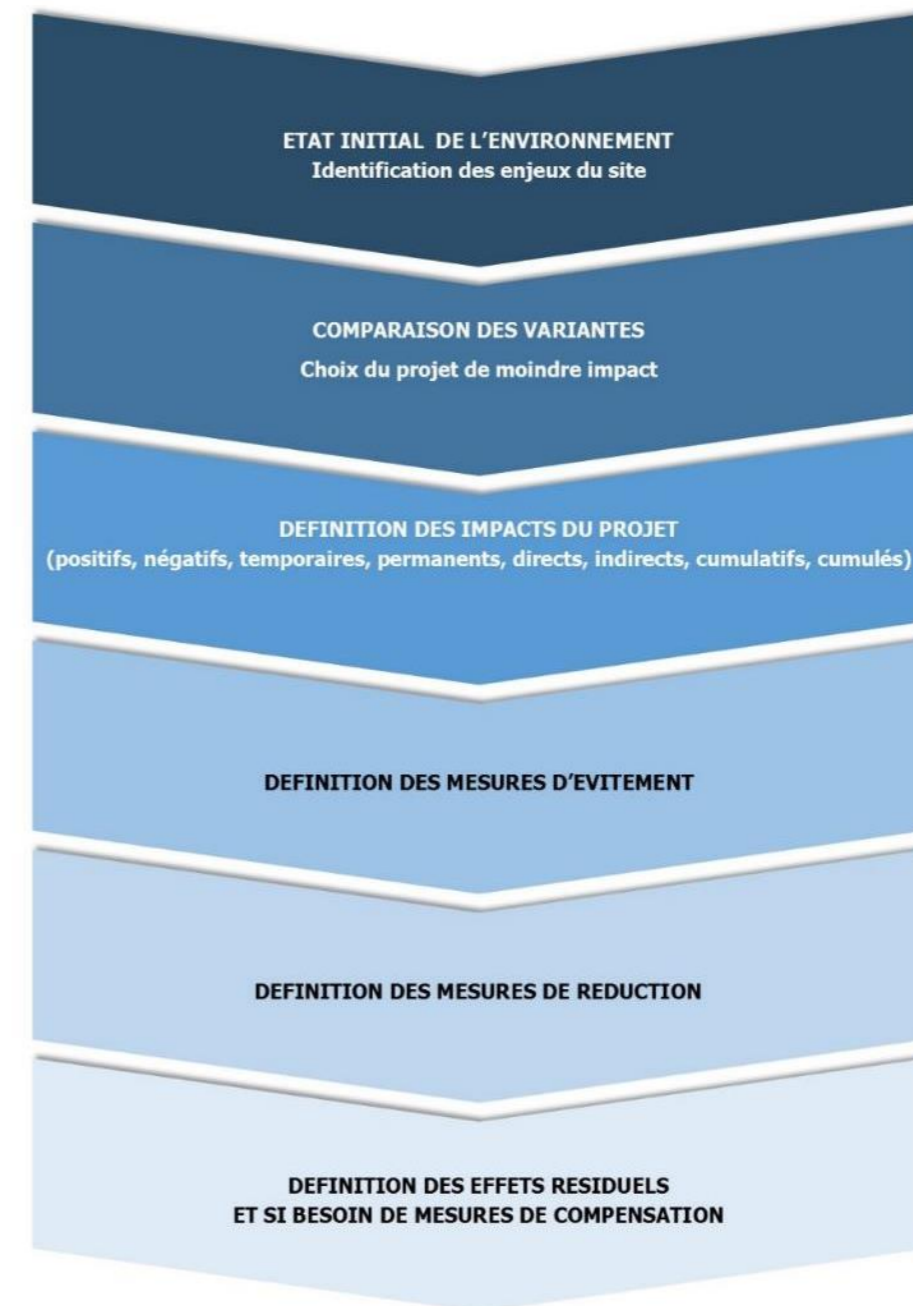 ETAT INITIAL DE L'ENVIRONNEMENT
Identification des enjeux du site
COMPARAISON DES VARIANTES
Choix du projet de moindre impact
DEFINITION DES IMPACTS DU PROJET
(positifs, négatifs, temporaires, permanents, directs, indirects, cumulatifs, cumulés)
DEFINITION DES MESURES D'EVITEMENT
DEFINITION DES MESURES DE REDUCTION
DEFINITION DES EFFETS RESIDUELS
ET SI BESOIN DE MESURES DE COMPENSATION